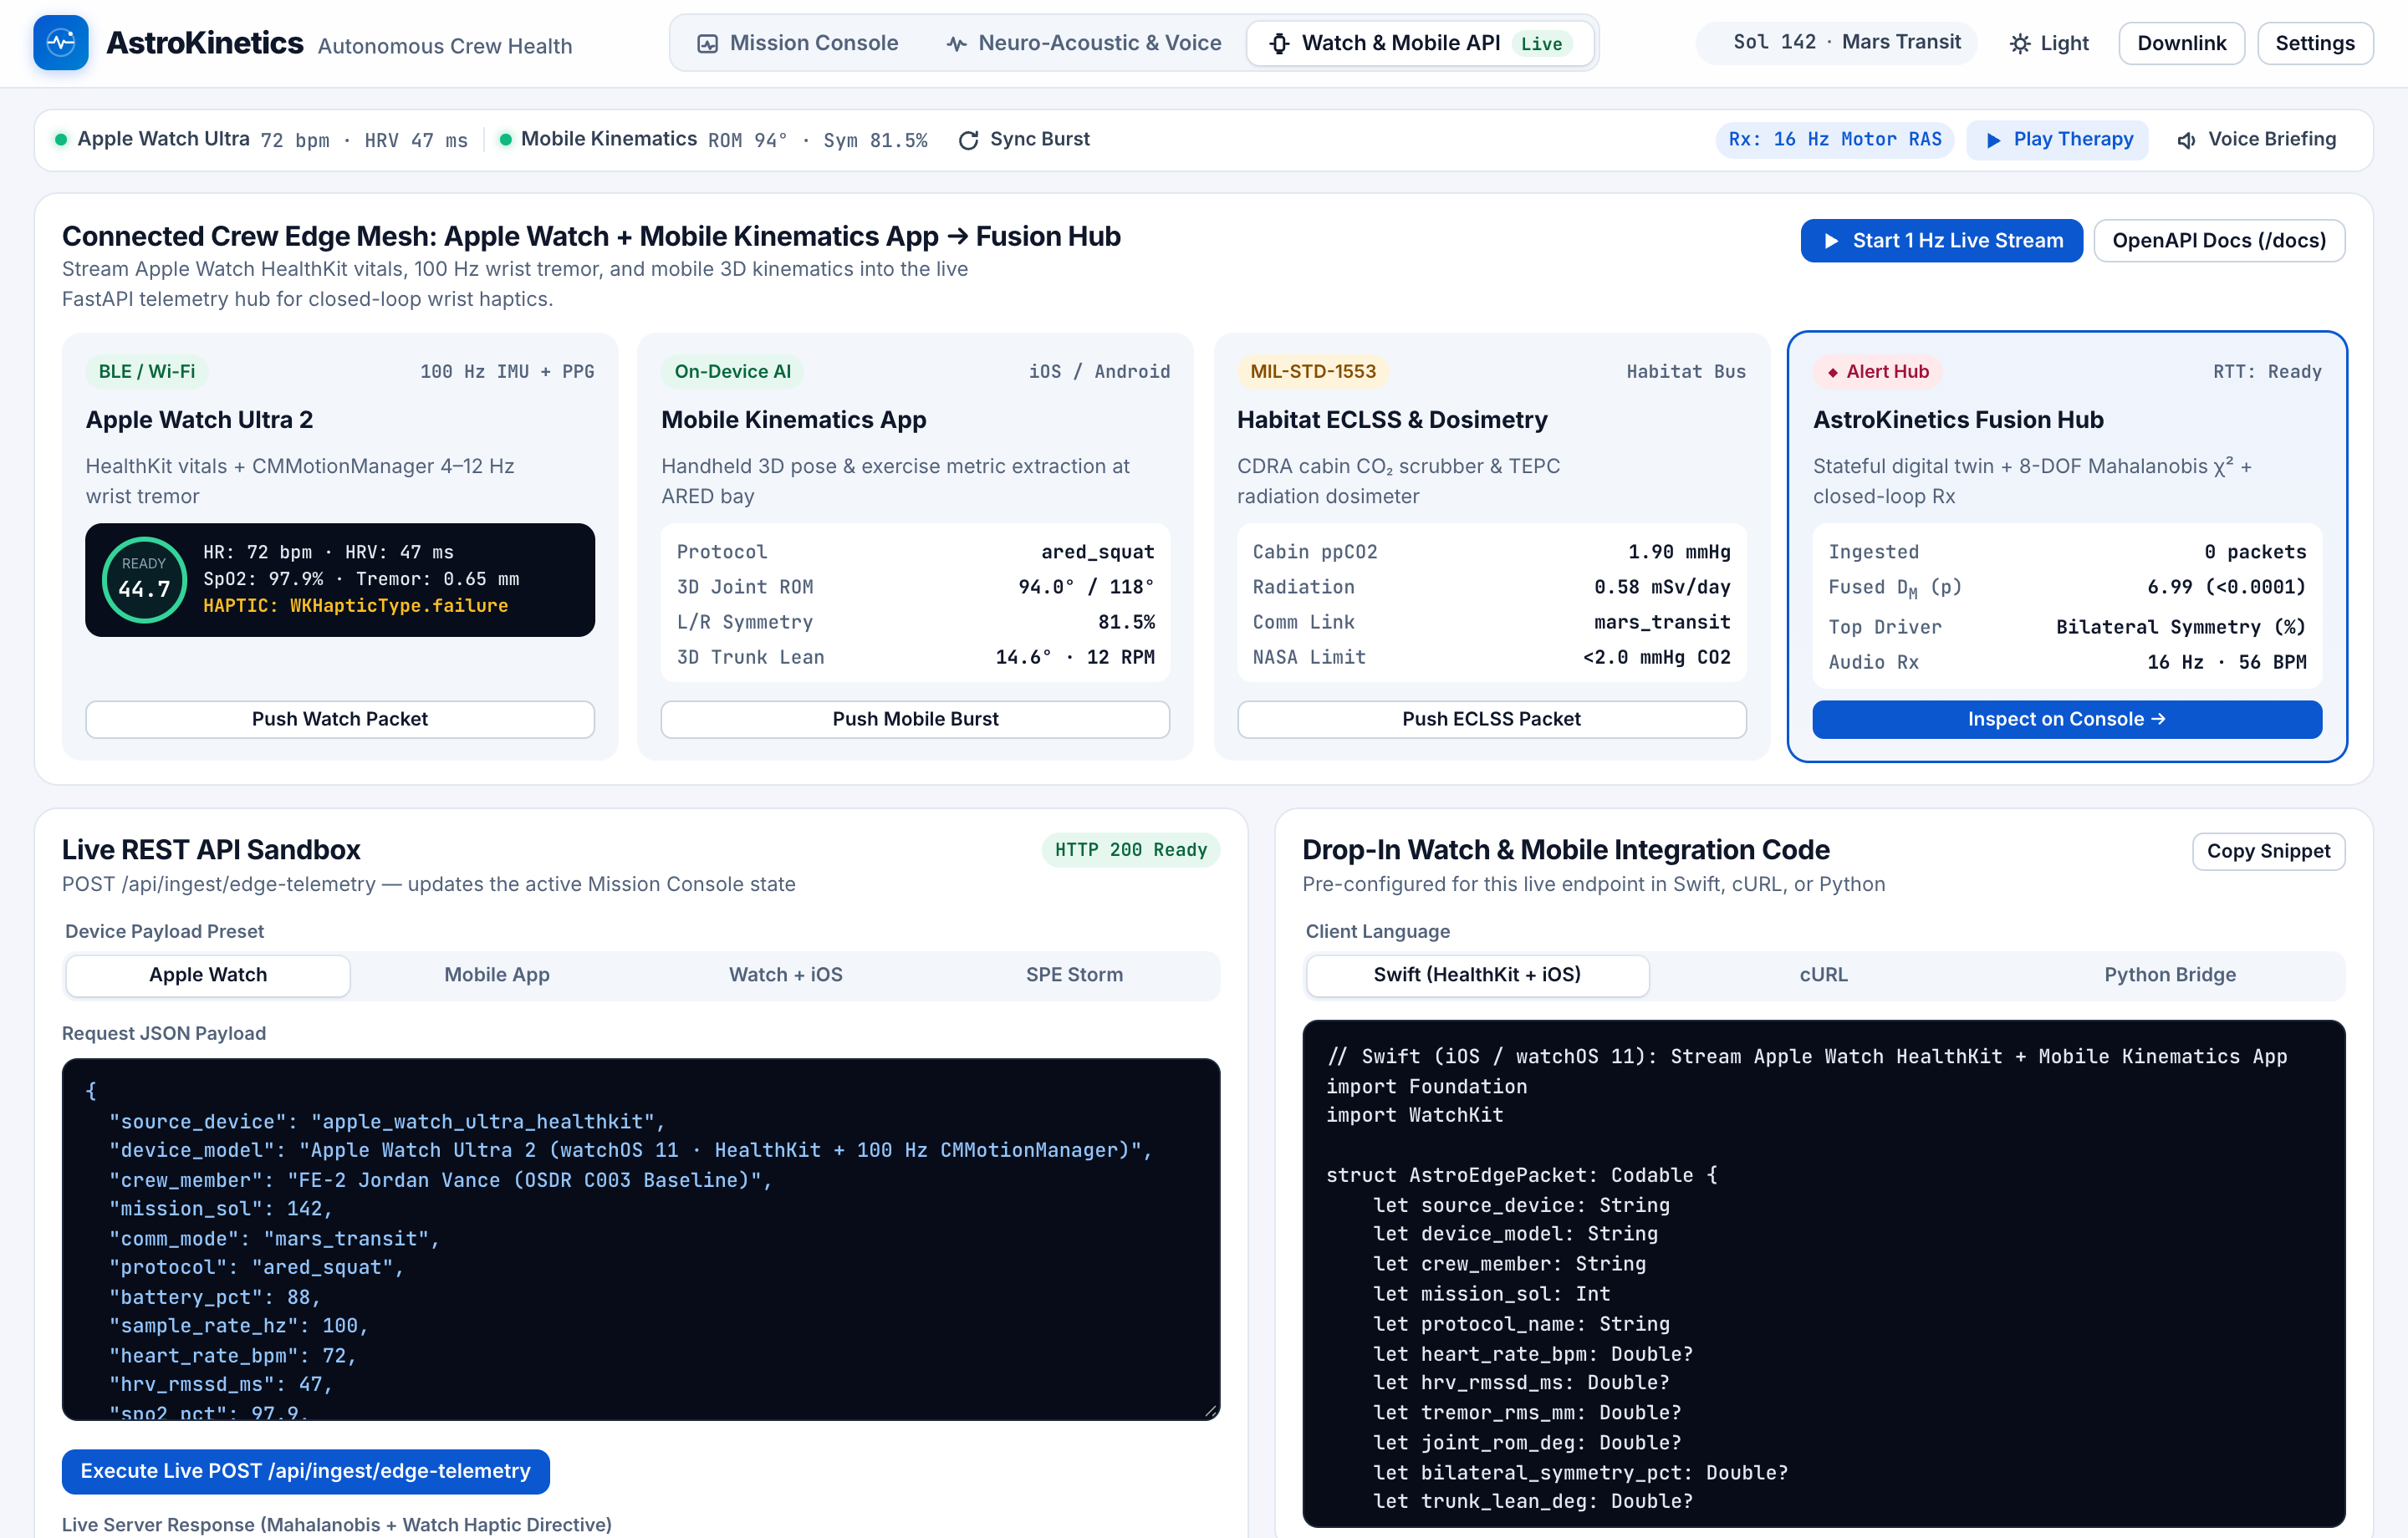 AstroKinetics Autonomous Crew Health
Mission Console
Neuro-Acoustic & Voice
Watch & Mobile API Live
Sol 142 · Mars Transit
Light
Downlink
Settings
Apple Watch Ultra 72 bpm · HRV 47 ms
Mobile Kinematics ROM 94° · Sym 81.5%
Sync Burst
Rx: 16 Hz Motor RAS
Play Therapy
Voice Briefing
Connected Crew Edge Mesh: Apple Watch + Mobile Kinematics App → Fusion Hub
Stream Apple Watch HealthKit vitals, 100 Hz wrist tremor, and mobile 3D kinematics into the live
FastAPI telemetry hub for closed-loop wrist haptics.
Start 1 Hz Live Stream
OpenAPI Docs (/docs)
BLE / Wi-Fi
100 Hz IMU + PPG
Apple Watch Ultra 2
HealthKit vitals + CMMotionManager 4–12 Hz
wrist tremor
READY
44.7
HR: 72 bpm · HRV: 47 ms
SpO2: 97.9% · Tremor: 0.65 mm
HAPTIC: WKHapticType.failure
Push Watch Packet
On-Device AI
iOS / Android
Mobile Kinematics App
Handheld 3D pose & exercise metric extraction at
ARED bay
Protocol ared_squat
3D Joint ROM 94.0° / 118°
L/R Symmetry 81.5%
3D Trunk Lean 14.6° · 12 RPM
Push Mobile Burst
MIL-STD-1553
Habitat Bus
Habitat ECLSS & Dosimetry
CDRA cabin CO₂ scrubber & TEPC
radiation dosimeter
Cabin ppCO2 1.90 mmHg
Radiation 0.58 mSv/day
Comm Link mars_transit
NASA Limit <2.0 mmHg CO2
Push ECLSS Packet
◆ Alert Hub
RTT: Ready
AstroKinetics Fusion Hub
Stateful digital twin + 8-DOF Mahalanobis χ² +
closed-loop Rx
Ingested 0 packets
Fused DM (p) 6.99 (<0.0001)
Top Driver Bilateral Symmetry (%)
Audio Rx 16 Hz · 56 BPM
Inspect on Console →
Live REST API Sandbox
HTTP 200 Ready
POST /api/ingest/edge-telemetry — updates the active Mission Console state
Device Payload Preset
Apple Watch
Mobile App
Watch + iOS
SPE Storm
Request JSON Payload
{
"source_device": "apple_watch_ultra_healthkit",
"device_model": "Apple Watch Ultra 2 (watchOS 11 · HealthKit + 100 Hz CMMotionManager)",
"crew_member": "FE-2 Jordan Vance (OSDR C003 Baseline)",
"mission_sol": 142,
"comm_mode": "mars_transit",
"protocol": "ared_squat",
"battery_pct": 88,
"sample_rate_hz": 100,
"heart_rate_bpm": 72,
"hrv_rmssd_ms": 47,
"spo2_pct": 97.9,
Execute Live POST /api/ingest/edge-telemetry
Live Server Response (Mahalanobis + Watch Haptic Directive)
Drop-In Watch & Mobile Integration Code
Copy Snippet
Pre-configured for this live endpoint in Swift, cURL, or Python
Client Language
Swift (HealthKit + iOS)
cURL
Python Bridge
// Swift (iOS / watchOS 11): Stream Apple Watch HealthKit + Mobile Kinematics App
import Foundation
import WatchKit
struct AstroEdgePacket: Codable {
let source_device: String
let device_model: String
let crew_member: String
let mission_sol: Int
let protocol_name: String
let heart_rate_bpm: Double?
let hrv_rmssd_ms: Double?
let tremor_rms_mm: Double?
let joint_rom_deg: Double?
let bilateral_symmetry_pct: Double?
let trunk_lean_deg: Double?